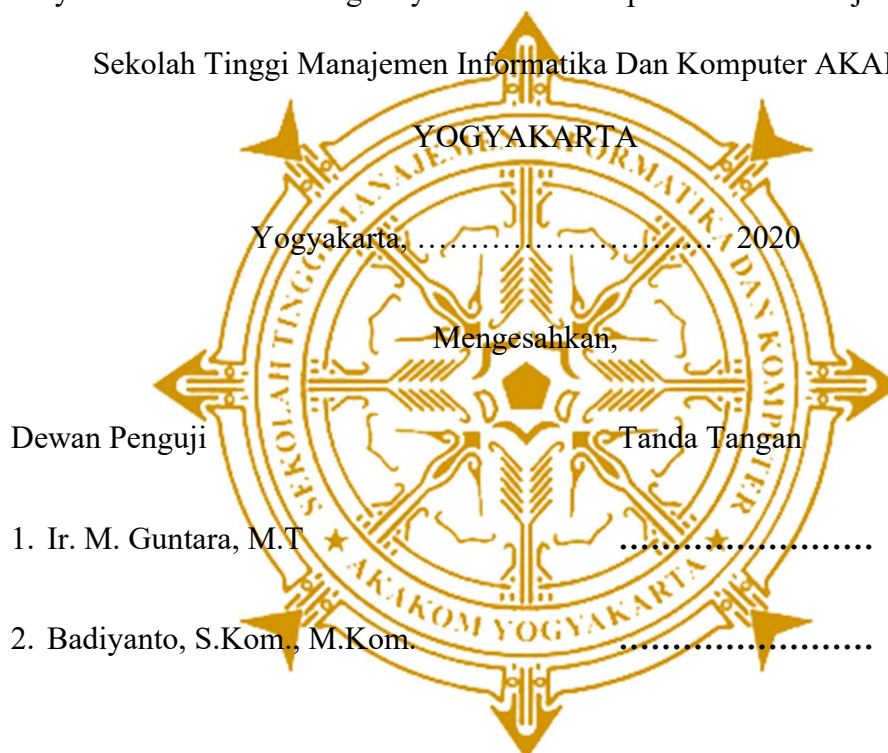 Sekolah Tinggi Manajemen Informatika Dan Komputer
YOGYAKARTA
Yogyakarta, ………………………. 2020
Mengesahkan,
Dewan Penguji Tanda Tangan
1. Ir. M. Guntara, M.T ........................
2. Badiyanto, S.Kom., M.Kom. ........................
SEKOLAH TINGGI MANAJEMEN INFORMATIKA DAN KOMPUTER
★ AKAKOM YOGYAKARTA ★